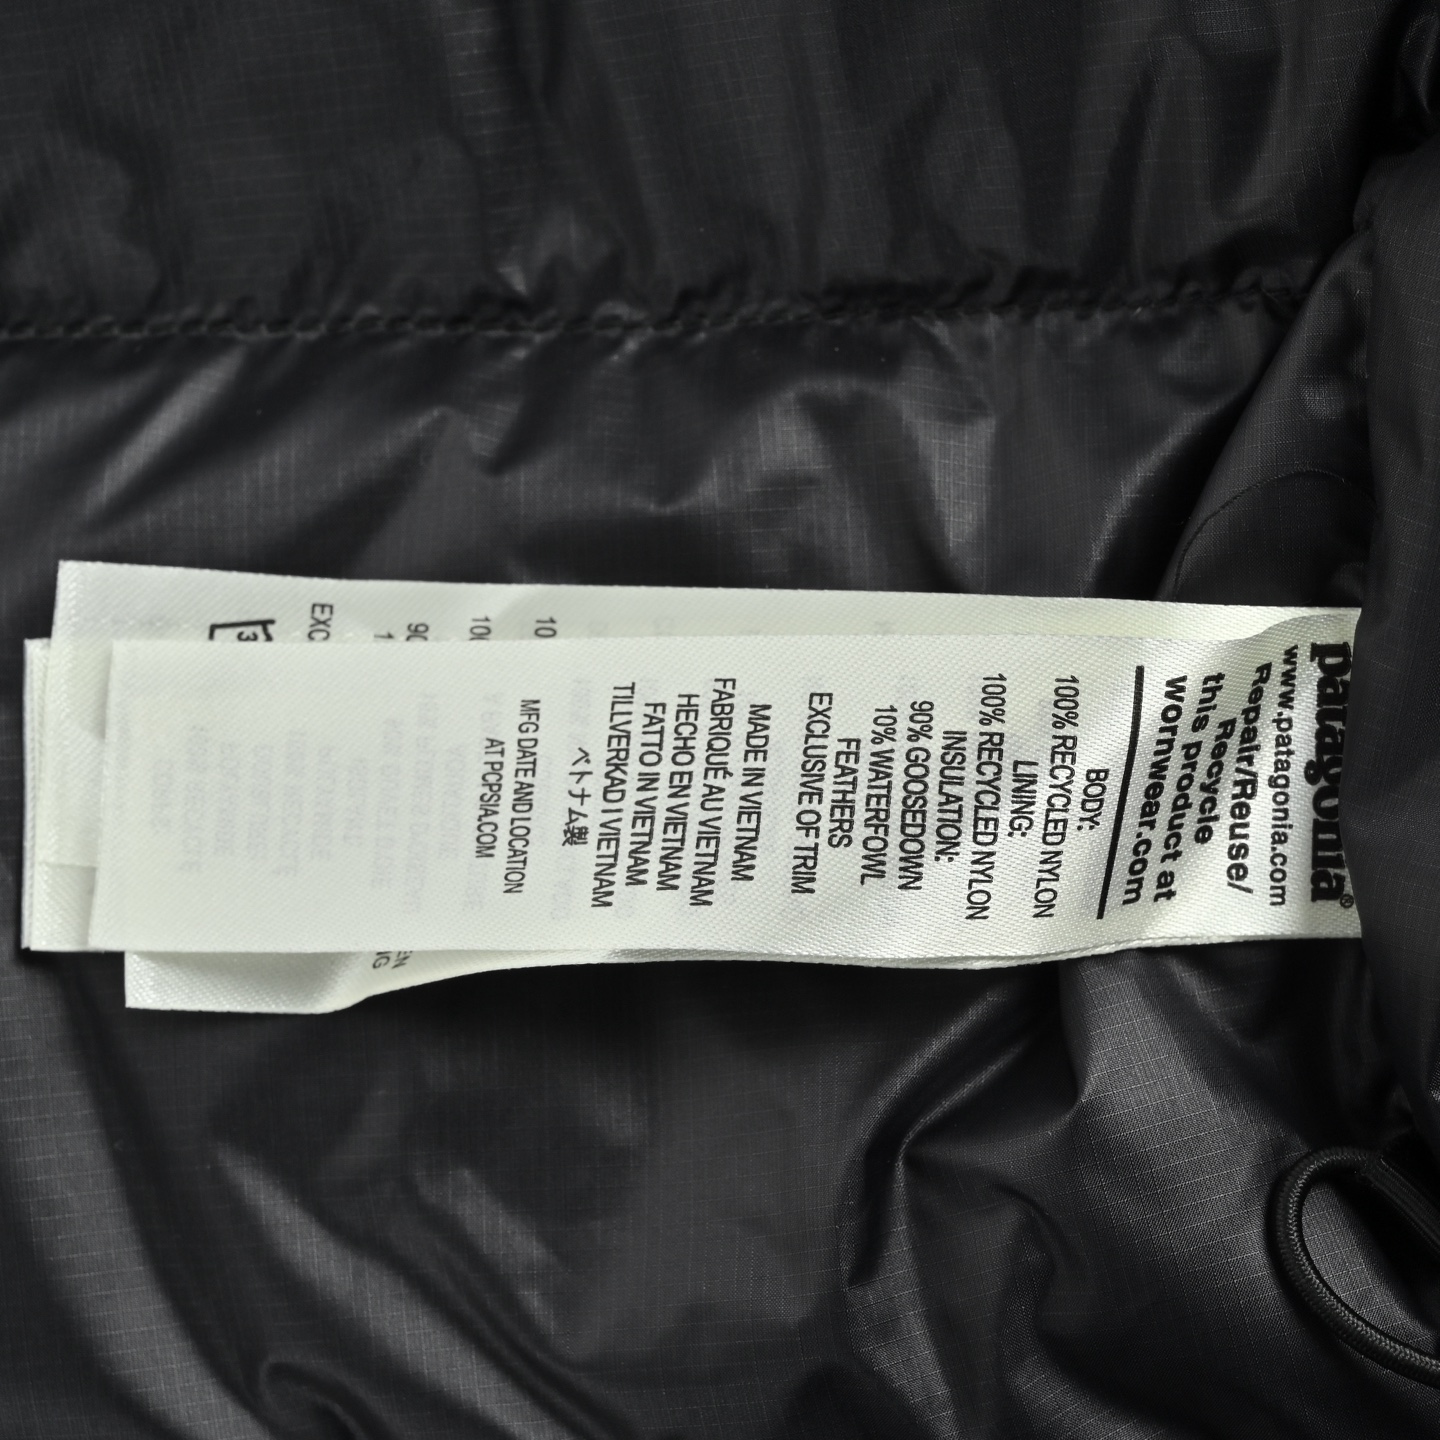 patagonia®
www.patagonia.com
Repair/Reuse/
Recycle
this product at
wornwear.com
BODY:
100% RECYCLED NYLON
LINING:
100% RECYCLED NYLON
INSULATION:
90% GOOSEDOWN
10% WATERFOWL
FEATHERS
EXCLUSIVE OF TRIM
MADE IN VIETNAM
FABRIQUÉ AU VIETNAM
HECHO EN VIETNAM
FATTO IN VIETNAM
TILLVERKAD I VIETNAM
ベトナム製
MFG DATE AND LOCATION
AT PCPSIA.COM